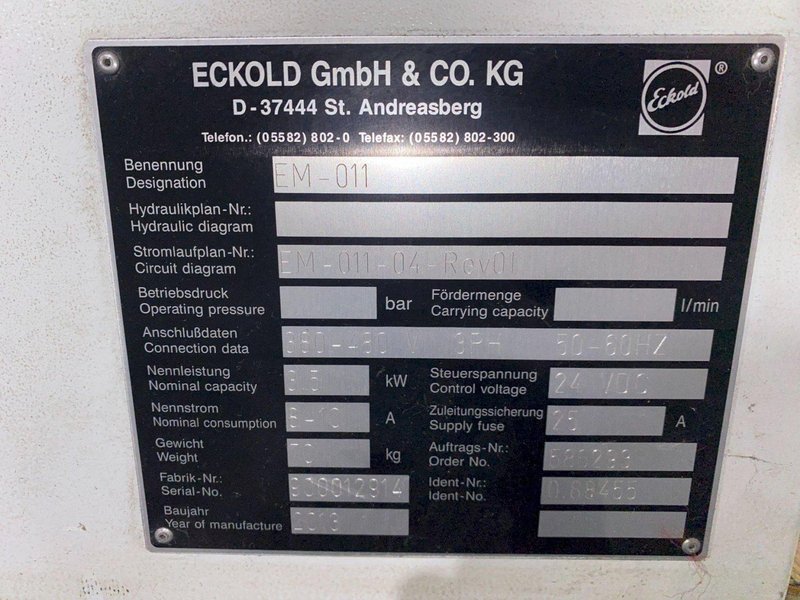 ECKOLD GmbH & CO. KG
D-37444 St. Andreasberg
Telefon.: (05582) 802-0 Telefax: (05582) 802-300
Eckold ®
Benennung
Designation
EM-011
Hydraulikplan-Nr.:
Hydraulic diagram
Stromlaufplan-Nr.:
Circuit diagram
EM-011-04-Rev01
Betriebsdruck
Operating pressure
bar
Fördermenge
Carrying capacity
l/min
Anschlußdaten
Connection data
380-480 V 3PH 50-60HZ
Nennleistung
Nominal capacity
kW
Steuerspannung
Control voltage
24 VDC
Nennstrom
Nominal consumption
A
Zuleitungssicherung
Supply fuse
25 A
Gewicht
Weight
kg
Auftrags-Nr.:
Order No.
Fabrik-Nr.:
Serial-No.
Ident-Nr.:
Ident-No.
Baujahr
Year of manufacture